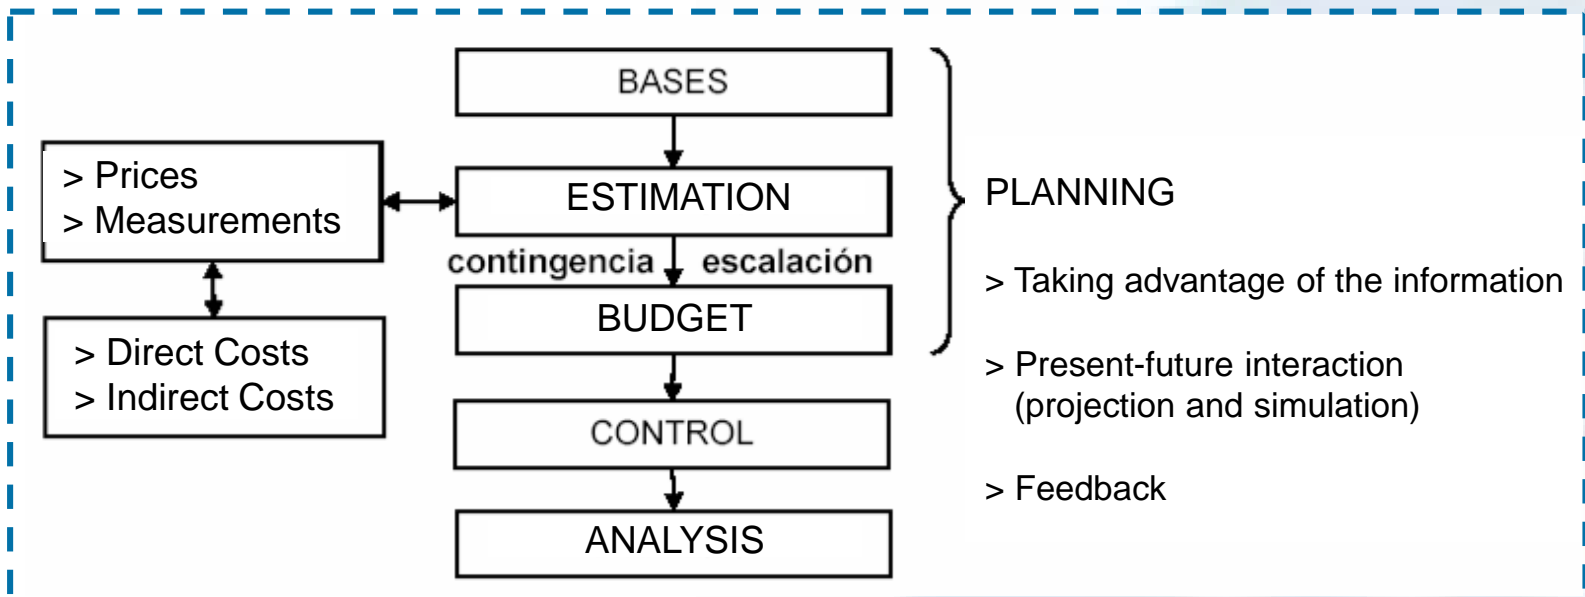 BASES
> Prices
> Measurements
ESTIMATION
contingencia escalación
BUDGET
> Direct Costs
> Indirect Costs
CONTROL
ANALYSIS
PLANNING
> Taking advantage of the information
> Present-future interaction
(projection and simulation)
> Feedback